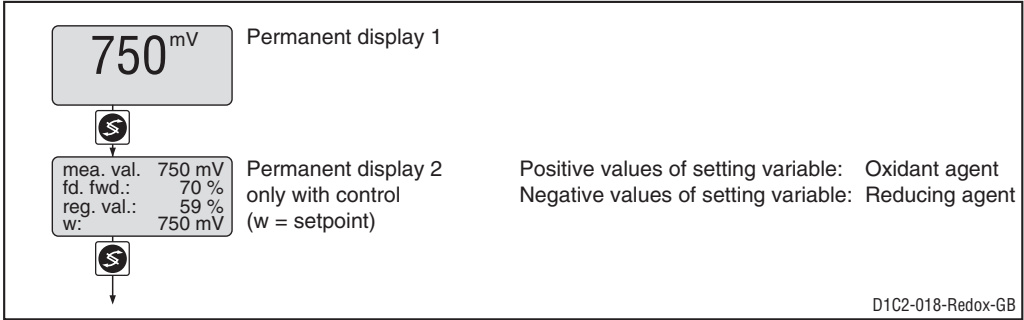 750 mV
Permanent display 1
mea. val. 750 mV
fd. fwd.: 70 %
reg. val.: 59 %
w: 750 mV
Permanent display 2
only with control
(w = setpoint)
Positive values of setting variable: Oxidant agent
Negative values of setting variable: Reducing agent
D1C2-018-Redox-GB